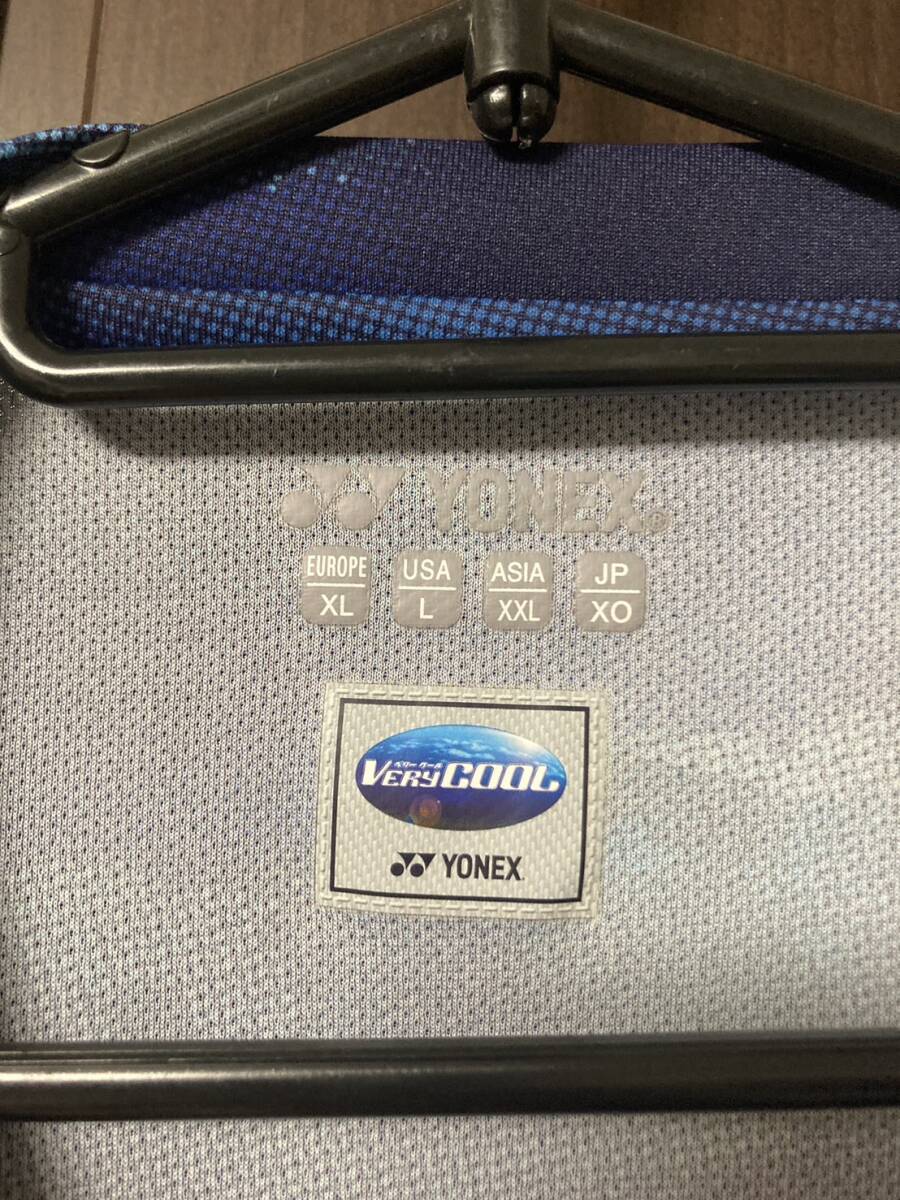 YONEX®
EUROPE USA ASIA JP
XL L XXL XO
ベリー クール
VERYCOOL
YONEX